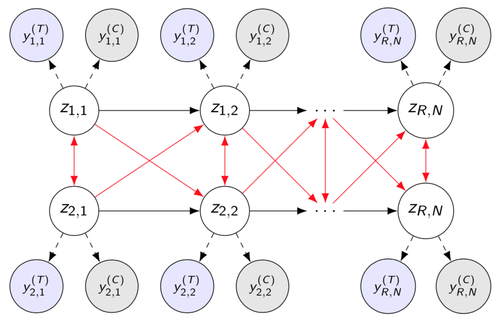 y_{1,1}^{(T)} y_{1,1}^{(C)} y_{1,2}^{(T)} y_{1,2}^{(C)} y_{R,N}^{(T)} y_{R,N}^{(C)}
z_{1,1} z_{1,2} ... z_{R,N}
z_{2,1} z_{2,2} ... z_{R,N}
y_{2,1}^{(T)} y_{2,1}^{(C)} y_{2,2}^{(T)} y_{2,2}^{(C)} y_{R,N}^{(T)} y_{R,N}^{(C)}